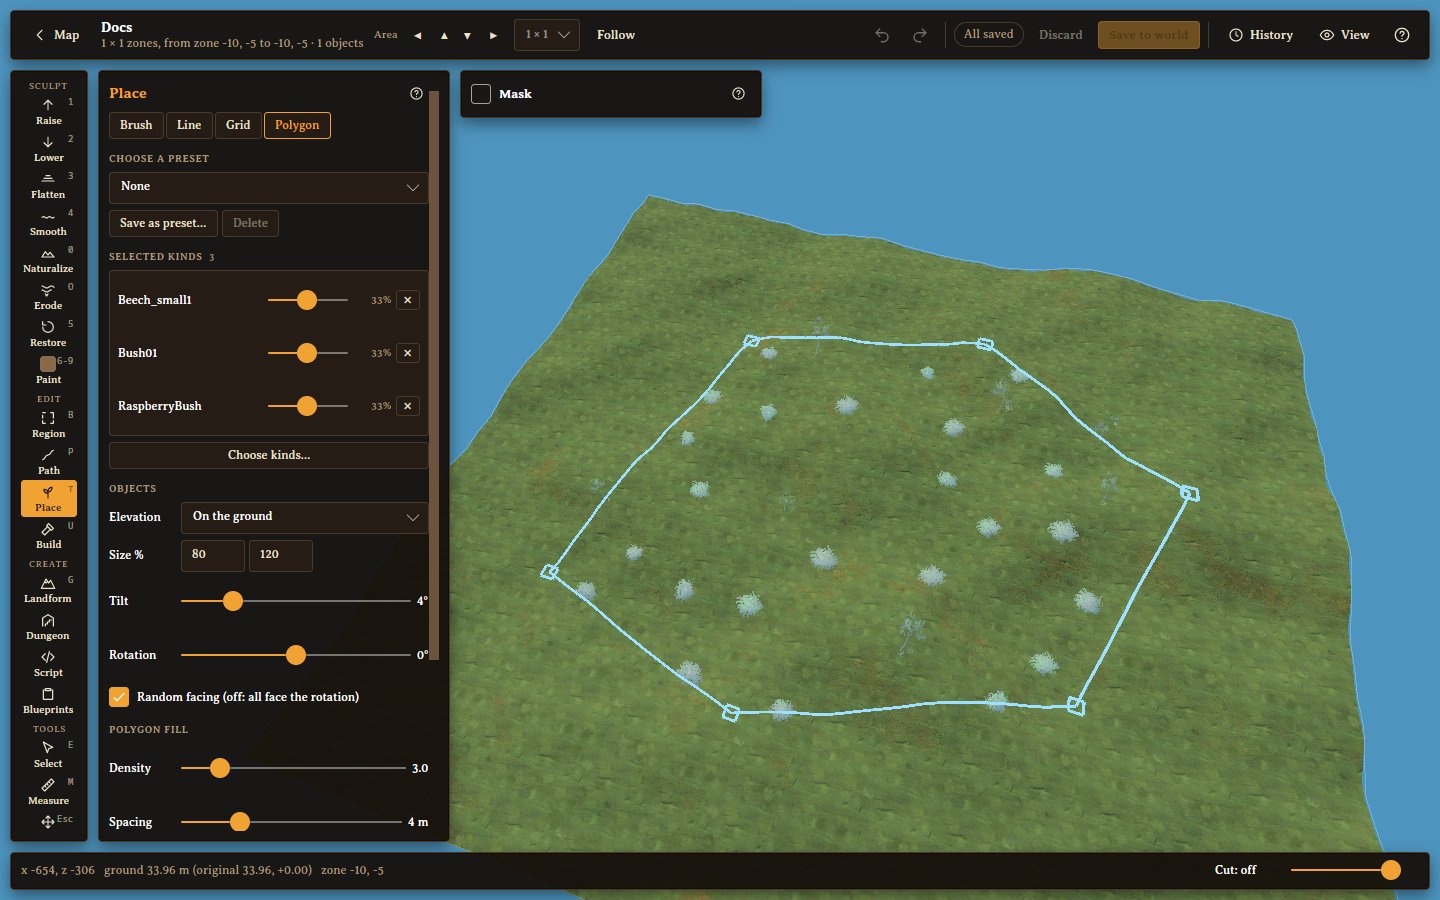 Map
Docs
1 × 1 zones, from zone -10, -5 to -10, -5 · 1 objects
Area
1 × 1
Follow
All saved
Discard
Save to world
History
View
SCULPT
Raise 1
Lower 2
Flatten 3
Smooth 4
Naturalize 0
Erode O
Restore 5
Paint 6-9
EDIT
Region B
Path P
Place T
Build U
CREATE
Landform G
Dungeon
Script
Blueprints
TOOLS
Select E
Measure M
Esc
Place
Brush Line Grid Polygon
CHOOSE A PRESET
None
Save as preset... Delete
SELECTED KINDS 3
Beech_small1 33%
Bush01 33%
RaspberryBush 33%
Choose kinds...
OBJECTS
Elevation On the ground
Size % 80 120
Tilt 4°
Rotation 0°
Random facing (off: all face the rotation)
POLYGON FILL
Density 3.0
Spacing 4 m
Mask
x -654, z -306 ground 33.96 m (original 33.96, +0.00) zone -10, -5
Cut: off